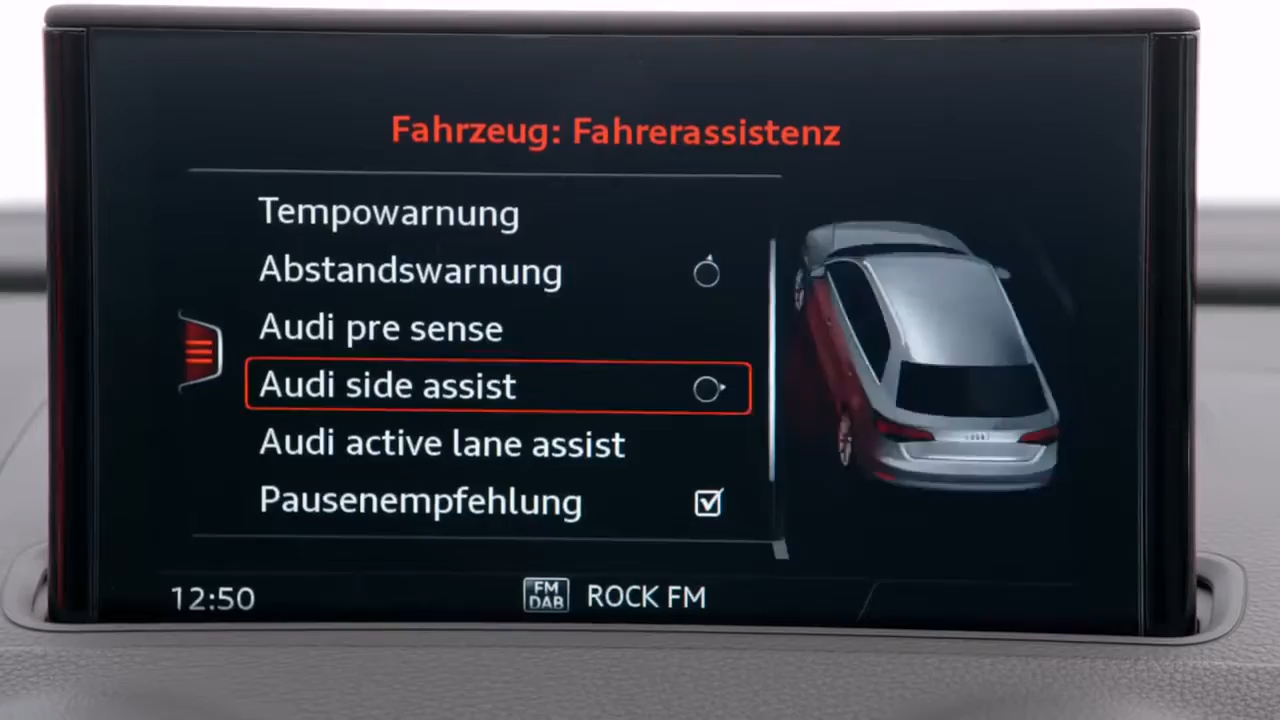 Fahrzeug: Fahrerassistenz
Tempowarnung
Abstandswarnung
Audi pre sense
Audi side assist
Audi active lane assist
Pausenempfehlung
12:50
FM DAB
ROCK FM